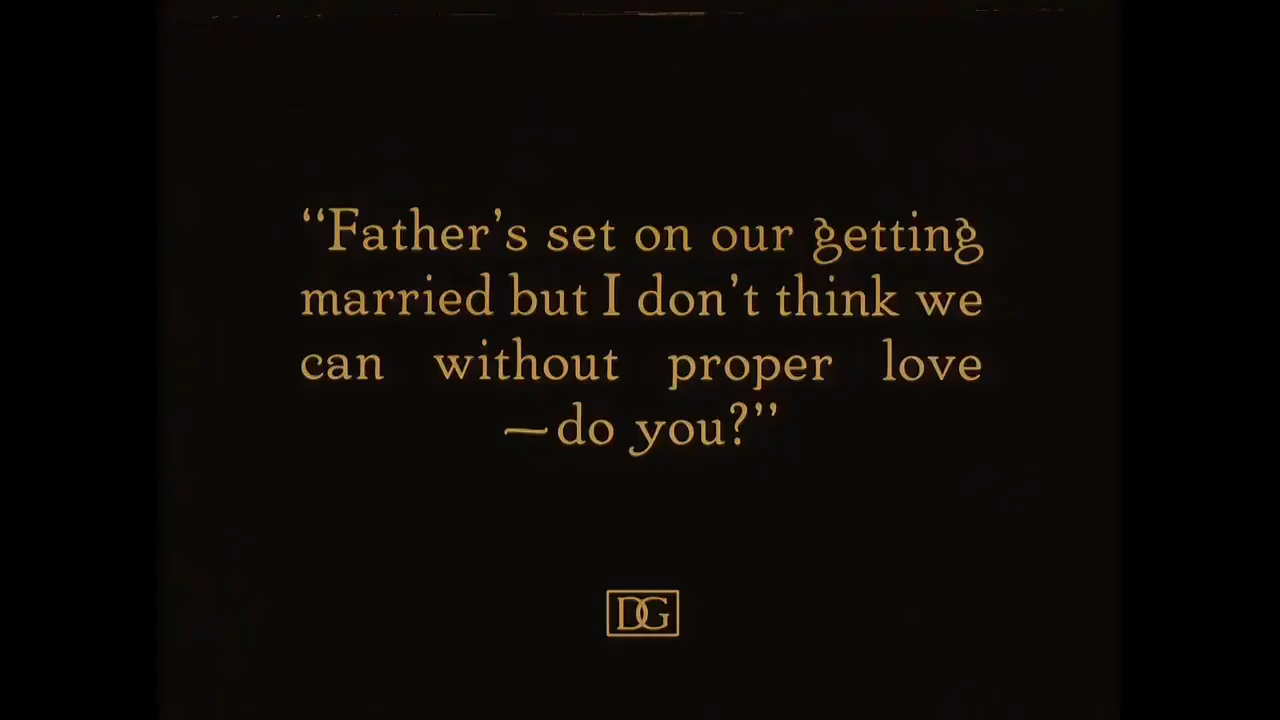 “Father’s set on our getting
married but I don’t think we
can without proper love
—do you?”
DG